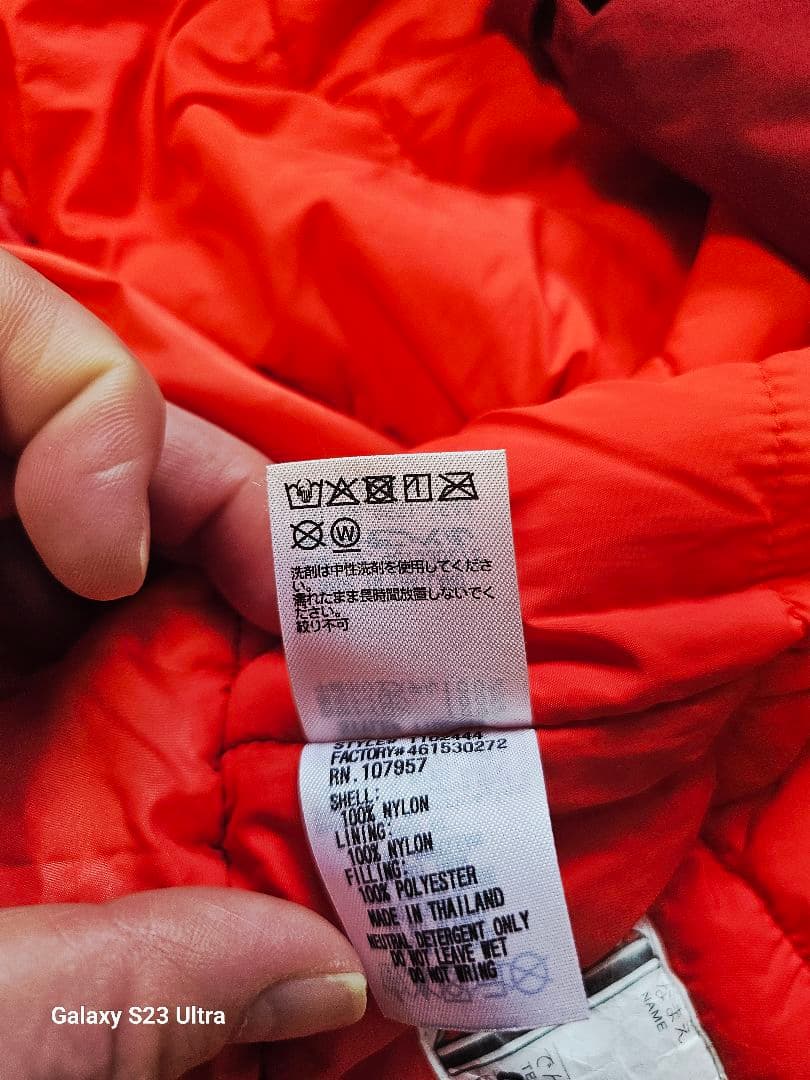 洗剤は中性洗剤を使用してくださ
い。
濡れたまま長時間放置しないでく
ださい。
絞り不可
FACTORY# 461530272
RN.107957
SHELL:
100% NYLON
LINING:
100% NYLON
FILLING:
100% POLYESTER
MADE IN THAILAND
NEUTRAL DETERGENT ONLY
DO NOT LEAVE WET
DO NOT WRING
NAME
Galaxy S23 Ultra